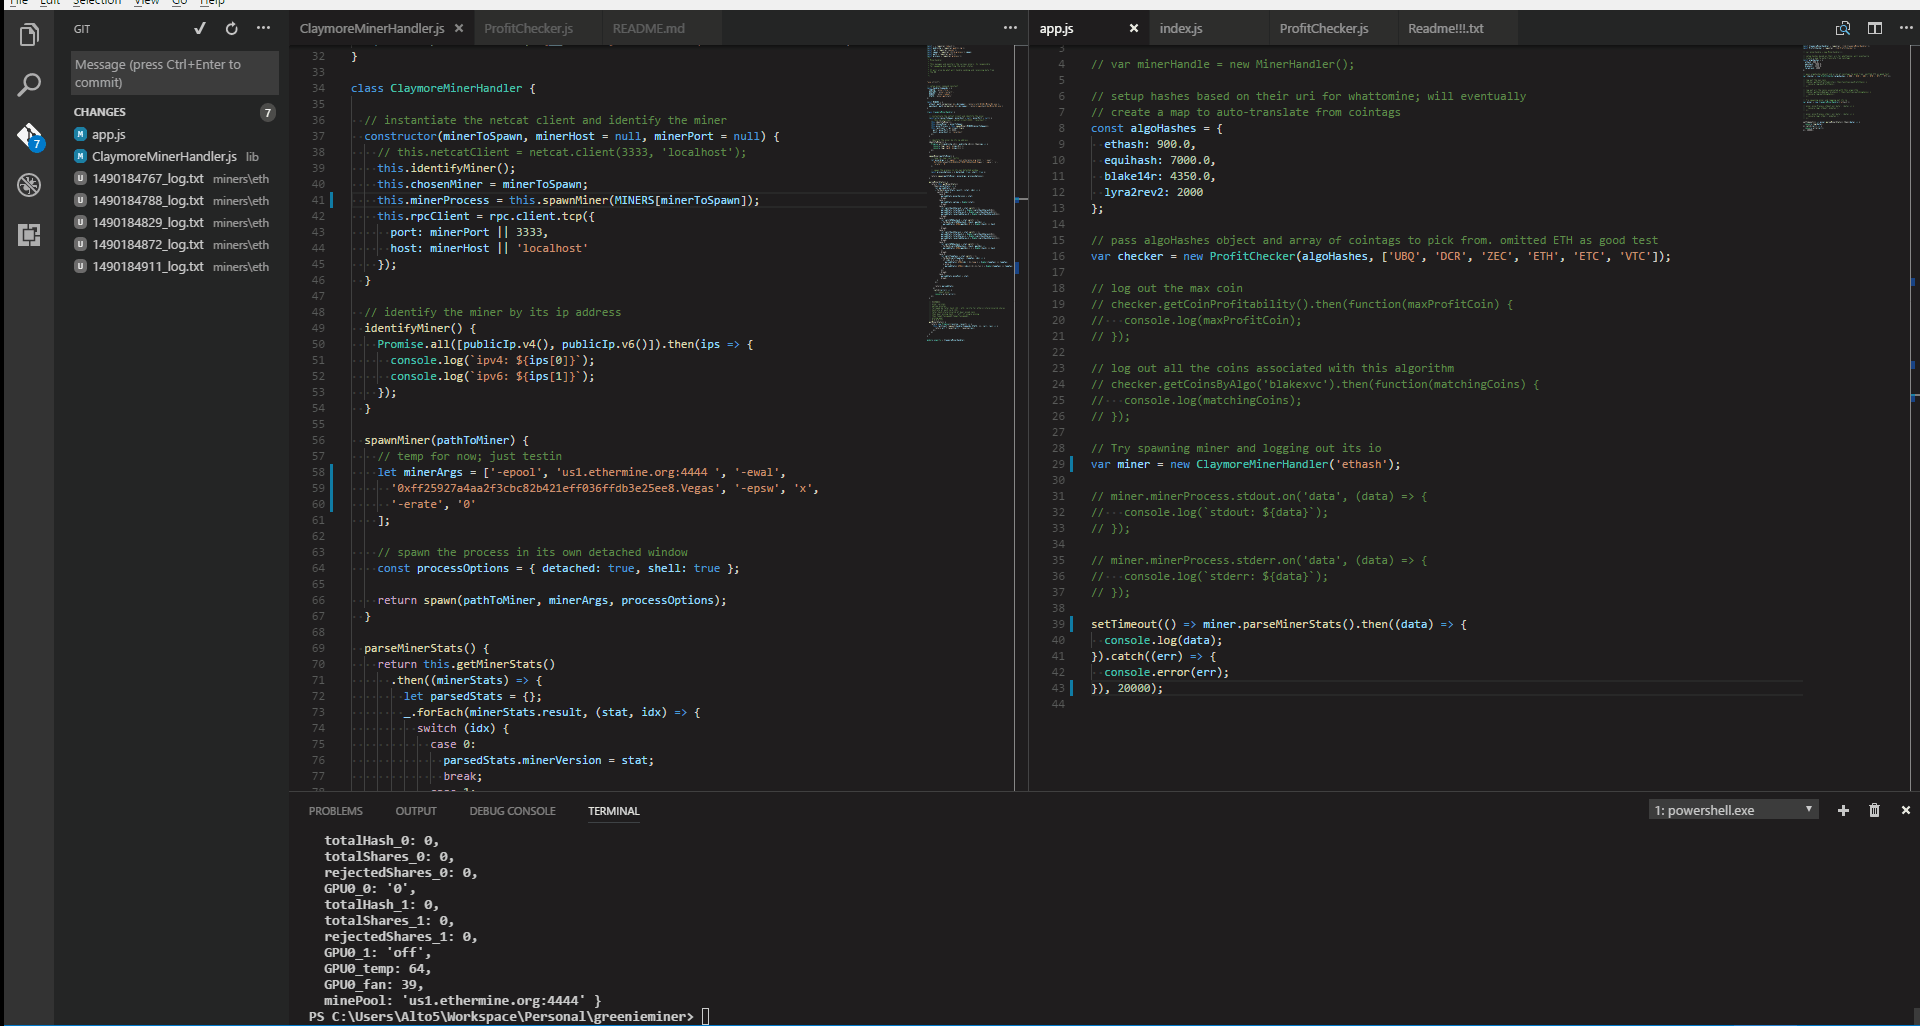 File Edit Selection View Go Help
GIT
Message (press Ctrl+Enter to
commit)
CHANGES 7
7
M app.js
M ClaymoreMinerHandler.js lib
U 1490184767_log.txt miners\eth
U 1490184788_log.txt miners\eth
U 1490184829_log.txt miners\eth
U 1490184872_log.txt miners\eth
U 1490184911_log.txt miners\eth
ClaymoreMinerHandler.js ProfitChecker.js README.md
32 }
33
34 class ClaymoreMinerHandler {
35
36 // instantiate the netcat client and identify the miner
37 constructor(minerToSpawn, minerHost = null, minerPort = null) {
38 // this.netcatClient = netcat.client(3333, 'localhost');
39 this.identifyMiner();
40 this.chosenMiner = minerToSpawn;
41 this.minerProcess = this.spawnMiner(MINERS[minerToSpawn]);
42 this.rpcClient = rpc.client.tcp({
43 port: minerPort || 3333,
44 host: minerHost || 'localhost'
45 });
46 }
47
48 // identify the miner by its ip address
49 identifyMiner() {
50 Promise.all([publicIp.v4(), publicIp.v6()]).then(ips => {
51 console.log(`ipv4: ${ips[0]}`);
52 console.log(`ipv6: ${ips[1]}`);
53 });
54 }
55
56 spawnMiner(pathToMiner) {
57 // temp for now; just testin
58 let minerArgs = ['-epool', 'us1.ethermine.org:4444 ', '-ewal',
59 '0xff25927a4aa2f3cbc82b421eff036ffdb3e25ee8.Vegas', '-epsw', 'x',
60 '-erate', '0'
61 ];
62
63 // spawn the process in its own detached window
64 const processOptions = { detached: true, shell: true };
65
66 return spawn(pathToMiner, minerArgs, processOptions);
67 }
68
69 parseMinerStats() {
70 return this.getMinerStats()
71 .then((minerStats) => {
72 let parsedStats = {};
73 _.forEach(minerStats.result, (stat, idx) => {
74 switch (idx) {
75 case 0:
76 parsedStats.minerVersion = stat;
77 break;
78 case 1:
app.js index.js ProfitChecker.js Readme!!!.txt
3
4 // var minerHandle = new MinerHandler();
5
6 // setup hashes based on their uri for whattomine; will eventually
7 // create a map to auto-translate from cointags
8 const algoHashes = {
9 ethash: 900.0,
10 equihash: 7000.0,
11 blake14r: 4350.0,
12 lyra2rev2: 2000
13 };
14
15 // pass algoHashes object and array of cointags to pick from. omitted ETH as good test
16 var checker = new ProfitChecker(algoHashes, ['UBQ', 'DCR', 'ZEC', 'ETH', 'ETC', 'VTC']);
17
18 // log out the max coin
19 // checker.getCoinProfitability().then(function(maxProfitCoin) {
20 // console.log(maxProfitCoin);
21 // });
22
23 // log out all the coins associated with this algorithm
24 // checker.getCoinsByAlgo('blakexvc').then(function(matchingCoins) {
25 // console.log(matchingCoins);
26 // });
27
28 // Try spawning miner and logging out its io
29 var miner = new ClaymoreMinerHandler('ethash');
30
31 // miner.minerProcess.stdout.on('data', (data) => {
32 // console.log(`stdout: ${data}`);
33 // });
34
35 // miner.minerProcess.stderr.on('data', (data) => {
36 // console.log(`stderr: ${data}`);
37 // });
38
39 setTimeout(() => miner.parseMinerStats().then((data) => {
40 console.log(data);
41 }).catch((err) => {
42 console.error(err);
43 }), 20000);
44
PROBLEMS OUTPUT DEBUG CONSOLE TERMINAL 1: powershell.exe
totalHash_0: 0,
totalShares_0: 0,
rejectedShares_0: 0,
GPU0_0: '0',
totalHash_1: 0,
totalShares_1: 0,
rejectedShares_1: 0,
GPU0_1: 'off',
GPU0_temp: 64,
GPU0_fan: 39,
minePool: 'us1.ethermine.org:4444' }
PS C:\Users\Alto5\Workspace\Personal\greenieminer>